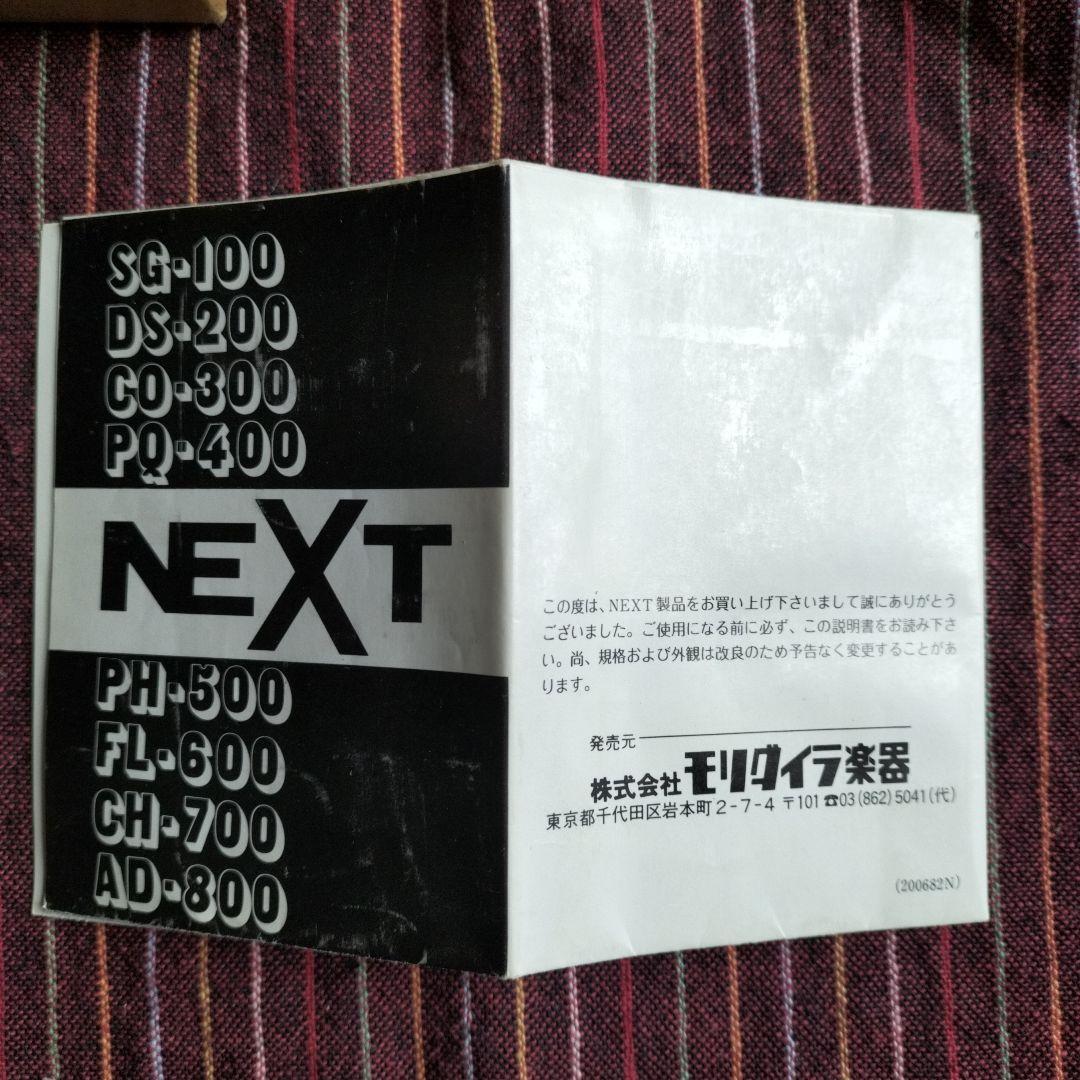 SG-100
DS-200
CO-300
PQ-400
NEXT
PH-500
FL-600
CH-700
AD-800
この度は、NEXT製品をお買い上げ下さいまして誠にありがとう
ございました。ご使用になる前に必ず、この説明書をお読み下さ
い。尚、規格および外観は改良のため予告なく変更することがあ
ります。
発売元
株式会社モリダイラ楽器
東京都千代田区岩本町2-7-4 〒101 ☎03(862)5041(代)
(200682N)